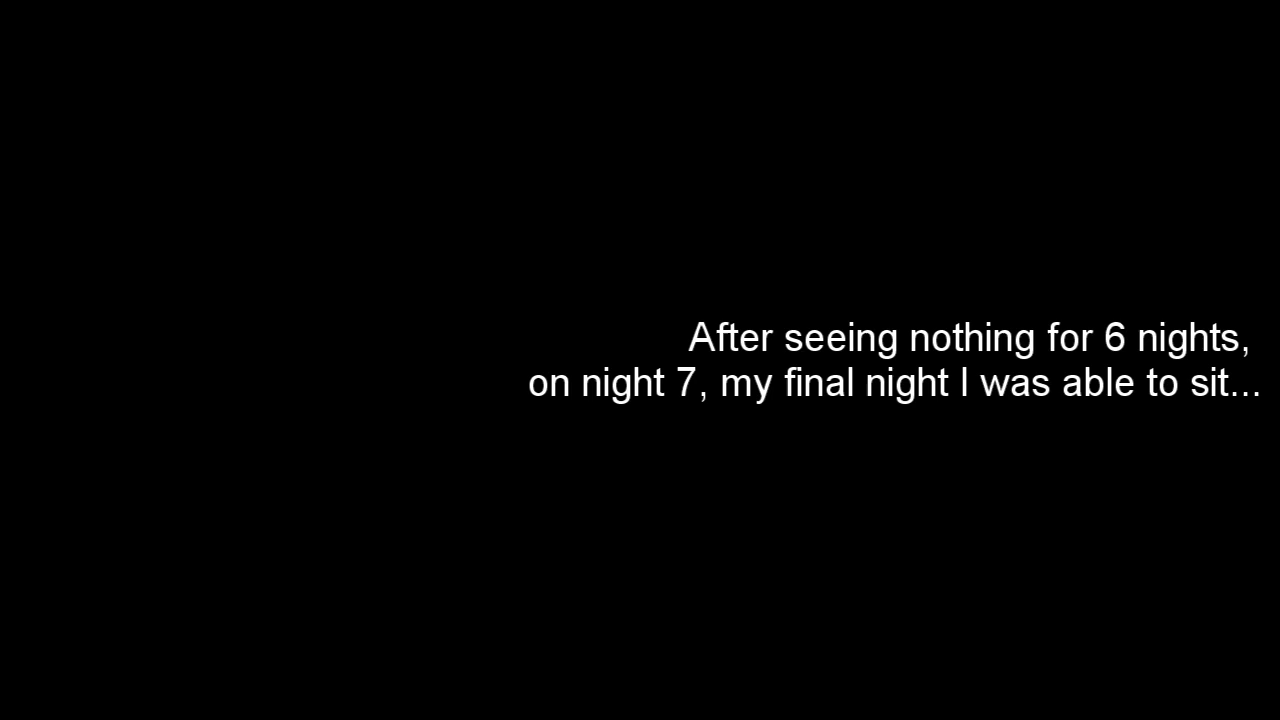 After seeing nothing for 6 nights,
on night 7, my final night I was able to sit...